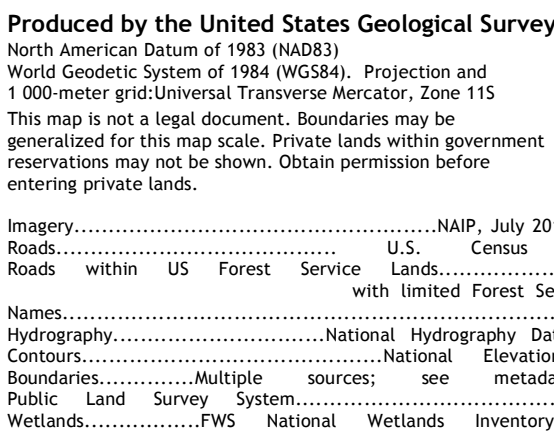 Produced by the United States Geological Survey
North American Datum of 1983 (NAD83)
World Geodetic System of 1984 (WGS84). Projection and
1 000-meter grid:Universal Transverse Mercator, Zone 11S
This map is not a legal document. Boundaries may be
generalized for this map scale. Private lands within government
reservations may not be shown. Obtain permission before
entering private lands.
Imagery.....................................................NAIP, July
Roads......................................... U.S. Census
Roads within US Forest Service Lands.................
with limited Forest
Names.........................................................................
Hydrography...............................National Hydrography
Contours............................................National
Boundaries..............Multiple sources; see
Public Land Survey System......................................
Wetlands.................FWS National Wetlands Inventory